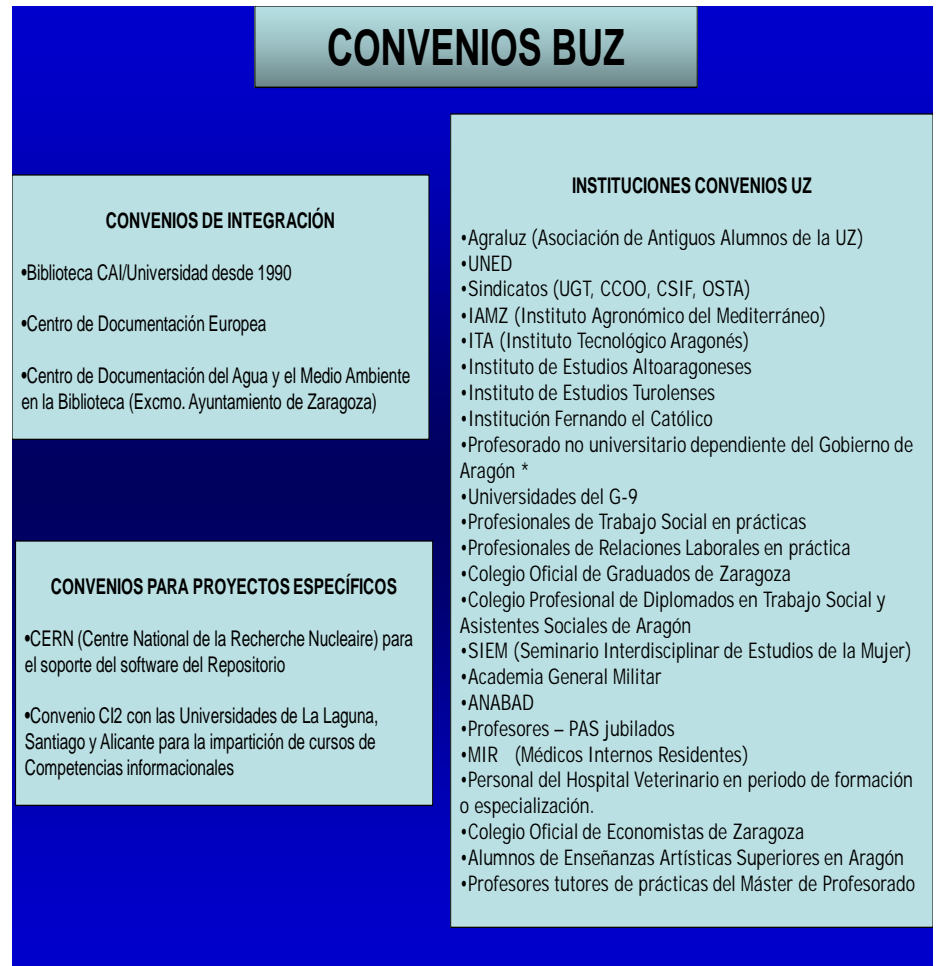 CONVENIOS BUZ
CONVENIOS DE INTEGRACIÓN
•Biblioteca CAI/Universidad desde 1990
•Centro de Documentación Europea
•Centro de Documentación del Agua y el Medio Ambiente
en la Biblioteca (Excmo. Ayuntamiento de Zaragoza)
CONVENIOS PARA PROYECTOS ESPECÍFICOS
•CERN (Centre National de la Recherche Nucleaire) para
el soporte del software del Repositorio
•Convenio CI2 con las Universidades de La Laguna,
Santiago y Alicante para la impartición de cursos de
Competencias informacionales
INSTITUCIONES CONVENIOS UZ
•Agraluz (Asociación de Antiguos Alumnos de la UZ)
•UNED
•Sindicatos (UGT, CCOO, CSIF, OSTA)
•IAMZ (Instituto Agronómico del Mediterráneo)
•ITA (Instituto Tecnológico Aragonés)
•Instituto de Estudios Altoaragoneses
•Instituto de Estudios Turolenses
•Institución Fernando el Católico
•Profesorado no universitario dependiente del Gobierno de
Aragón *
•Universidades del G-9
•Profesionales de Trabajo Social en prácticas
•Profesionales de Relaciones Laborales en práctica
•Colegio Oficial de Graduados de Zaragoza
•Colegio Profesional de Diplomados en Trabajo Social y
Asistentes Sociales de Aragón
•SIEM (Seminario Interdisciplinar de Estudios de la Mujer)
•Academia General Militar
•ANABAD
•Profesores – PAS jubilados
•MIR (Médicos Internos Residentes)
•Personal del Hospital Veterinario en periodo de formación
o especialización.
•Colegio Oficial de Economistas de Zaragoza
•Alumnos de Enseñanzas Artísticas Superiores en Aragón
•Profesores tutores de prácticas del Máster de Profesorado